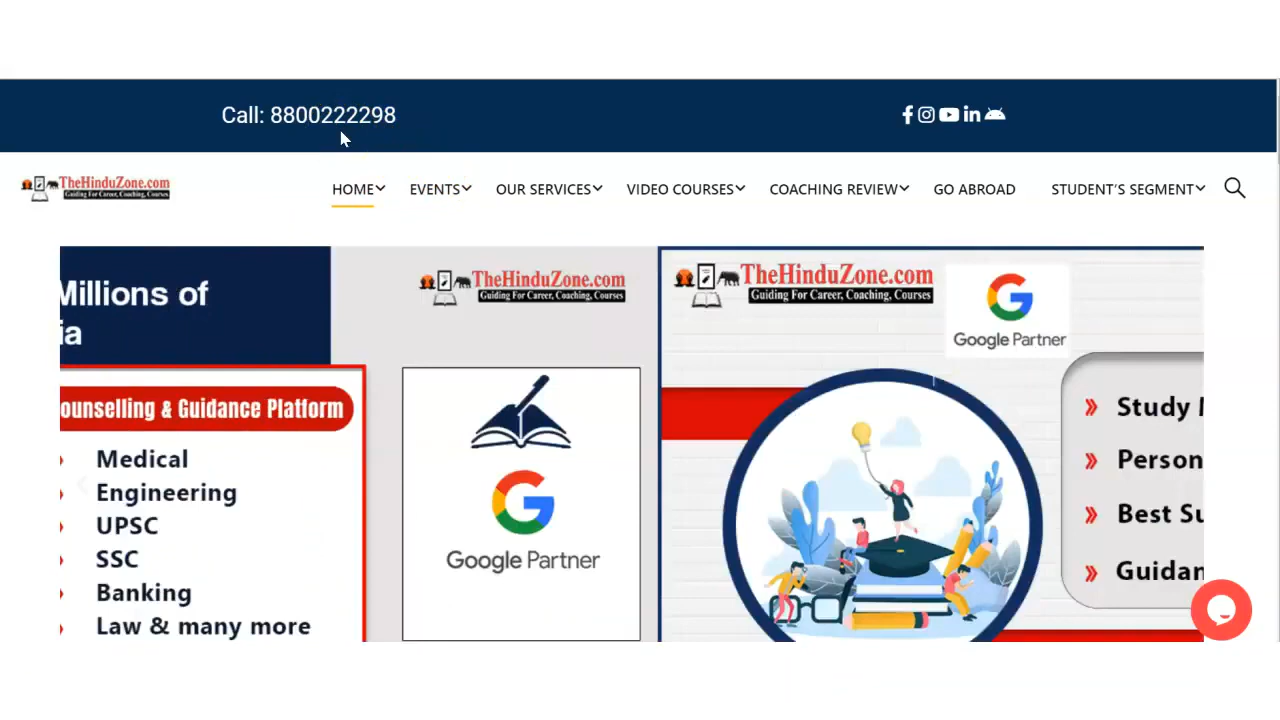 Call: 8800222298
TheHinduZone.com
Guiding For Career, Coaching, Courses
HOME
EVENTS
OUR SERVICES
VIDEO COURSES
COACHING REVIEW
GO ABROAD
STUDENT'S SEGMENT
Millions of
ia
ounselling & Guidance Platform
Medical
Engineering
UPSC
SSC
Banking
Law & many more
TheHinduZone.com
Guiding For Career, Coaching, Courses
Google Partner
TheHinduZone.com
Guiding For Career, Coaching, Courses
Google Partner
Study
Person
Best Su
Guidan